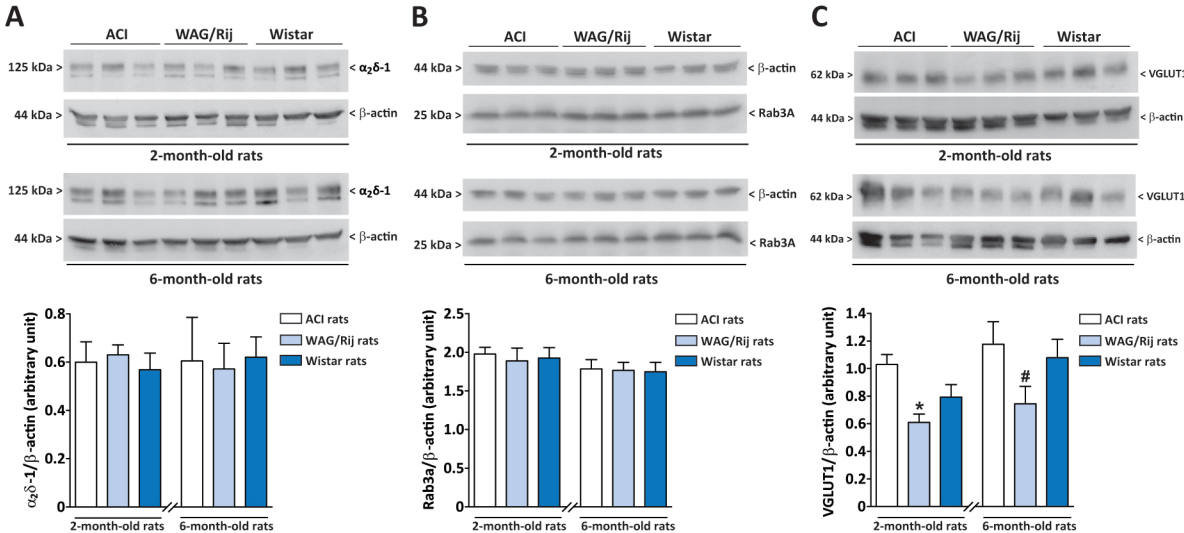 A
ACI WAG/Rij Wistar
125 kDa > < α₂δ-1
44 kDa > < β-actin
2-month-old rats
125 kDa > < α₂δ-1
44 kDa > < β-actin
6-month-old rats
α₂δ-1/β-actin (arbitrary unit)
0.8
0.6
0.4
0.2
0
ACI rats
WAG/Rij rats
Wistar rats
2-month-old rats 6-month-old rats
B
ACI WAG/Rij Wistar
44 kDa > < β-actin
25 kDa > < Rab3A
2-month-old rats
44 kDa > < β-actin
25 kDa > < Rab3A
6-month-old rats
Rab3a/β-actin (arbitrary unit)
2.5
2.0
1.5
1.0
0.5
0
ACI rats
WAG/Rij rats
Wistar rats
2-month-old rats 6-month-old rats
C
ACI WAG/Rij Wistar
62 kDa > < VGLUT1
44 kDa > < β-actin
2-month-old rats
62 kDa > < VGLUT1
44 kDa > < β-actin
6-month-old rats
VGLUT1/β-actin (arbitrary unit)
1.4
1.2
1.0
0.8
0.6
0.4
0.2
0
ACI rats
WAG/Rij rats
Wistar rats
* #
2-month-old rats 6-month-old rats